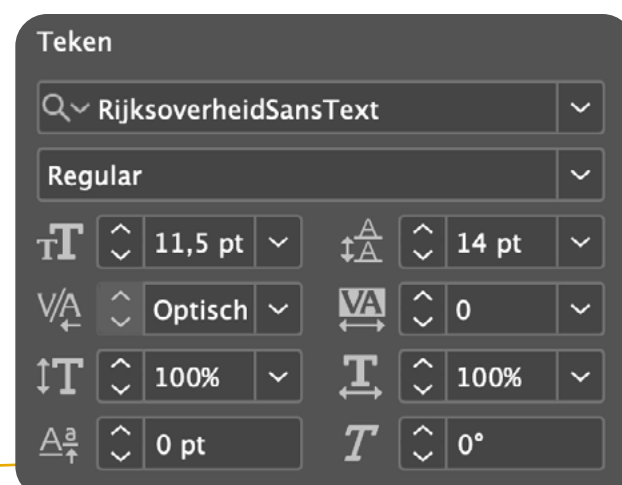 Teken
RijksoverheidSansText
Regular
11,5 pt 14 pt
Optisch 0
100% 100%
0 pt 0°